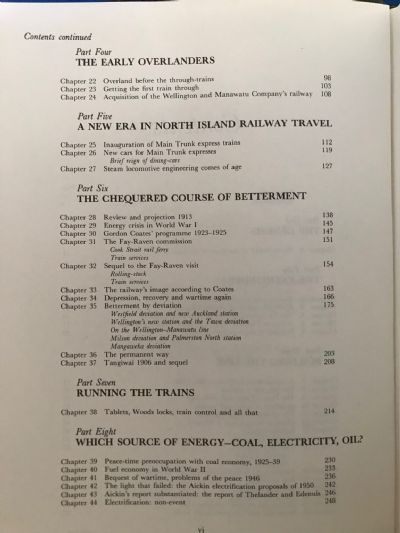 Contents continued
Part Four
THE EARLY OVERLANDERS
Chapter 22 Overland before the through-trains 98
Chapter 23 Getting the first train through 103
Chapter 24 Acquisition of the Wellington and Manawatu Company's railway 108
Part Five
A NEW ERA IN NORTH ISLAND RAILWAY TRAVEL
Chapter 25 Inauguration of Main Trunk express trains 112
Chapter 26 New cars for Main Trunk expresses 119
Brief reign of dining-cars
Chapter 27 Steam locomotive engineering comes of age 127
Part Six
THE CHEQUERED COURSE OF BETTERMENT
Chapter 28 Review and projection 1913 138
Chapter 29 Energy crisis in World War I 145
Chapter 30 Gordon Coates' programme 1923-1925 147
Chapter 31 The Fay-Raven commission 151
Cook Strait rail ferry
Train services
Chapter 32 Sequel to the Fay-Raven visit 154
Rolling-stock
Train services
Chapter 33 The railway's image according to Coates 163
Chapter 34 Depression, recovery and wartime again 166
Chapter 35 Betterment by deviation 175
Westfield deviation and new Auckland station
Wellington's new station and the Tawa deviation
On the Wellington-Manawatu line
Milson deviation and Palmerston North station
Mangaweka deviation
Chapter 36 The permanent way 203
Chapter 37 Tangiwai 1906 and sequel 208
Part Seven
RUNNING THE TRAINS
Chapter 38 Tablets, Woods locks, train control and all that 214
Part Eight
WHICH SOURCE OF ENERGY—COAL, ELECTRICITY, OIL?
Chapter 39 Peace-time preoccupation with coal economy, 1925-39 230
Chapter 40 Fuel economy in World War II 233
Chapter 41 Bequest of wartime, problems of the peace 1946 236
Chapter 42 The light that failed: the Aickin electrification proposals of 1950 242
Chapter 43 Aickin's report substantiated: the report of Thelander and Edenius 246
Chapter 44 Electrification: non-event 248
vi